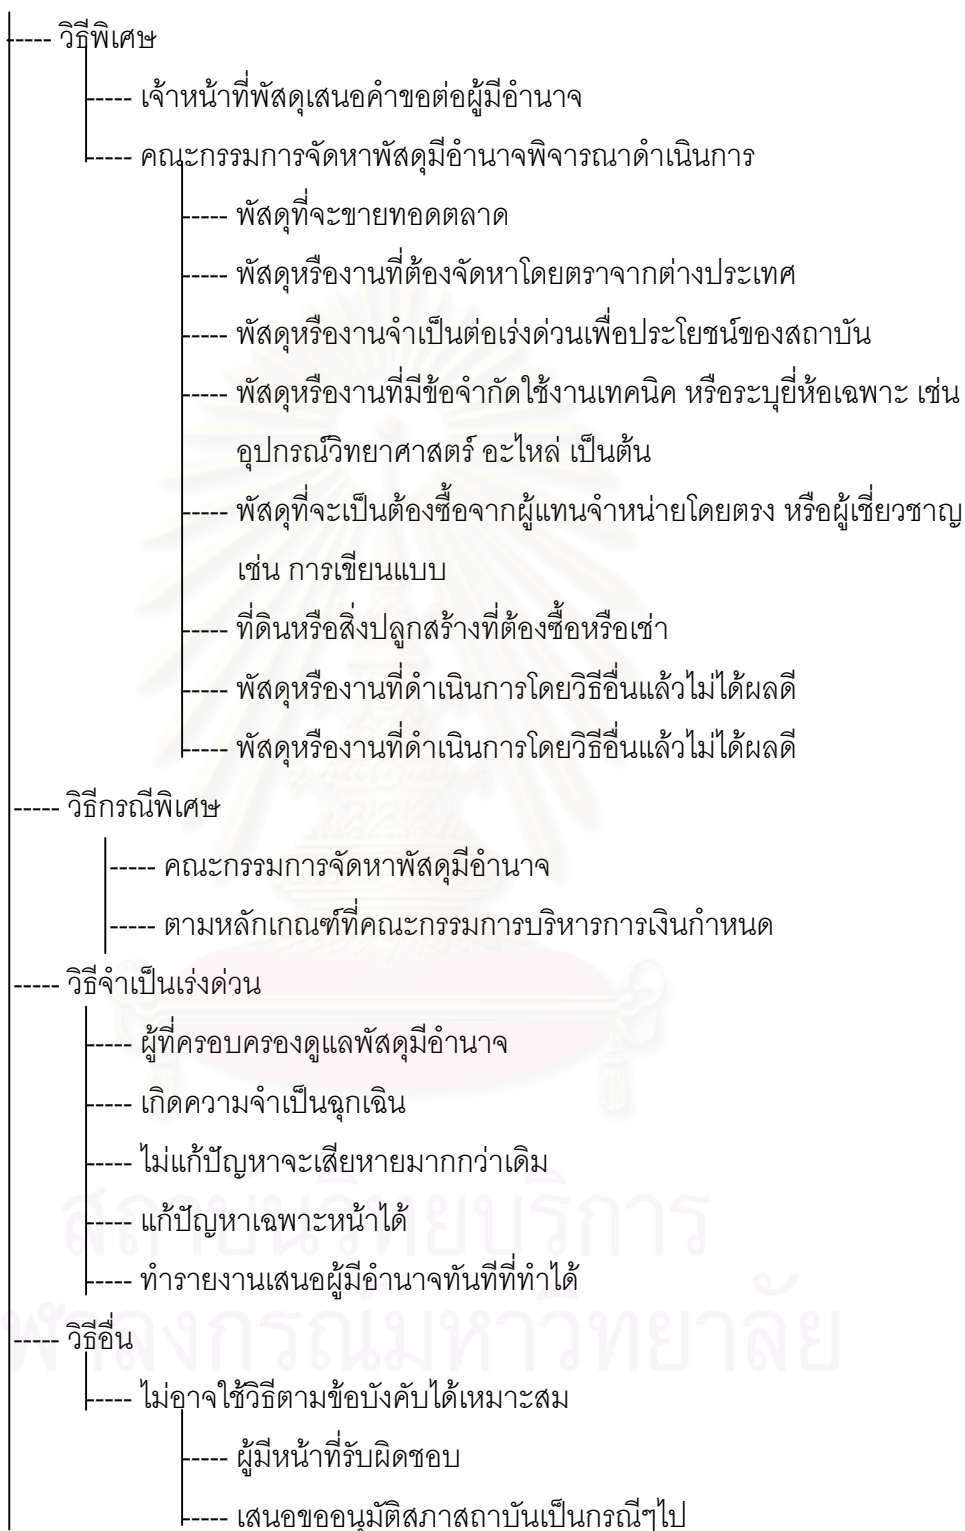 ----- วิธีพิเศษ
----- เจ้าหน้าที่พัสดุเสนอคำขอต่อผู้มีอำนาจ
----- คณะกรรมการจัดหาพัสดุมีอำนาจพิจารณาดำเนินการ
----- พัสดุที่จะขายทอดตลาด
----- พัสดุหรืองานที่ต้องจัดหาโดยตราจากต่างประเทศ
----- พัสดุหรืองานจำเป็นต่อเร่งด่วนเพื่อประโยชน์ของสถาบัน
----- พัสดุหรืองานที่มีข้อจำกัดใช้งานเทคนิค หรือระบุยี่ห้อเฉพาะ เช่น
อุปกรณ์วิทยาศาสตร์ อะไหล่ เป็นต้น
----- พัสดุที่จะเป็นต้องซื้อจากผู้แทนจำหน่ายโดยตรง หรือผู้เชี่ยวชาญ
เช่น การเขียนแบบ
----- ที่ดินหรือสิ่งปลูกสร้างที่ต้องซื้อหรือเช่า
----- พัสดุหรืองานที่ดำเนินการโดยวิธีอื่นแล้วไม่ได้ผลดี
----- พัสดุหรืองานที่ดำเนินการโดยวิธีอื่นแล้วไม่ได้ผลดี
----- วิธีกรณีพิเศษ
----- คณะกรรมการจัดหาพัสดุมีอำนาจ
----- ตามหลักเกณฑ์ที่คณะกรรมการบริหารการเงินกำหนด
----- วิธีจำเป็นเร่งด่วน
----- ผู้ที่ครอบครองดูแลพัสดุมีอำนาจ
----- เกิดความจำเป็นฉุกเฉิน
----- ไม่แก้ปัญหาจะเสียหายมากกว่าเดิม
----- แก้ปัญหาเฉพาะหน้าได้
----- ทำรายงานเสนอผู้มีอำนาจทันทีที่ทำได้
สถาบันวิทยบริการ
----- วิธีอื่น
ฬาลงกรณ์มหาวิทยาลัย
----- ไม่อาจใช้วิธีตามข้อบังคับได้เหมาะสม
----- ผู้มีหน้าที่รับผิดชอบ
----- เสนอขออนุมัติสภาสถาบันเป็นกรณีๆไป